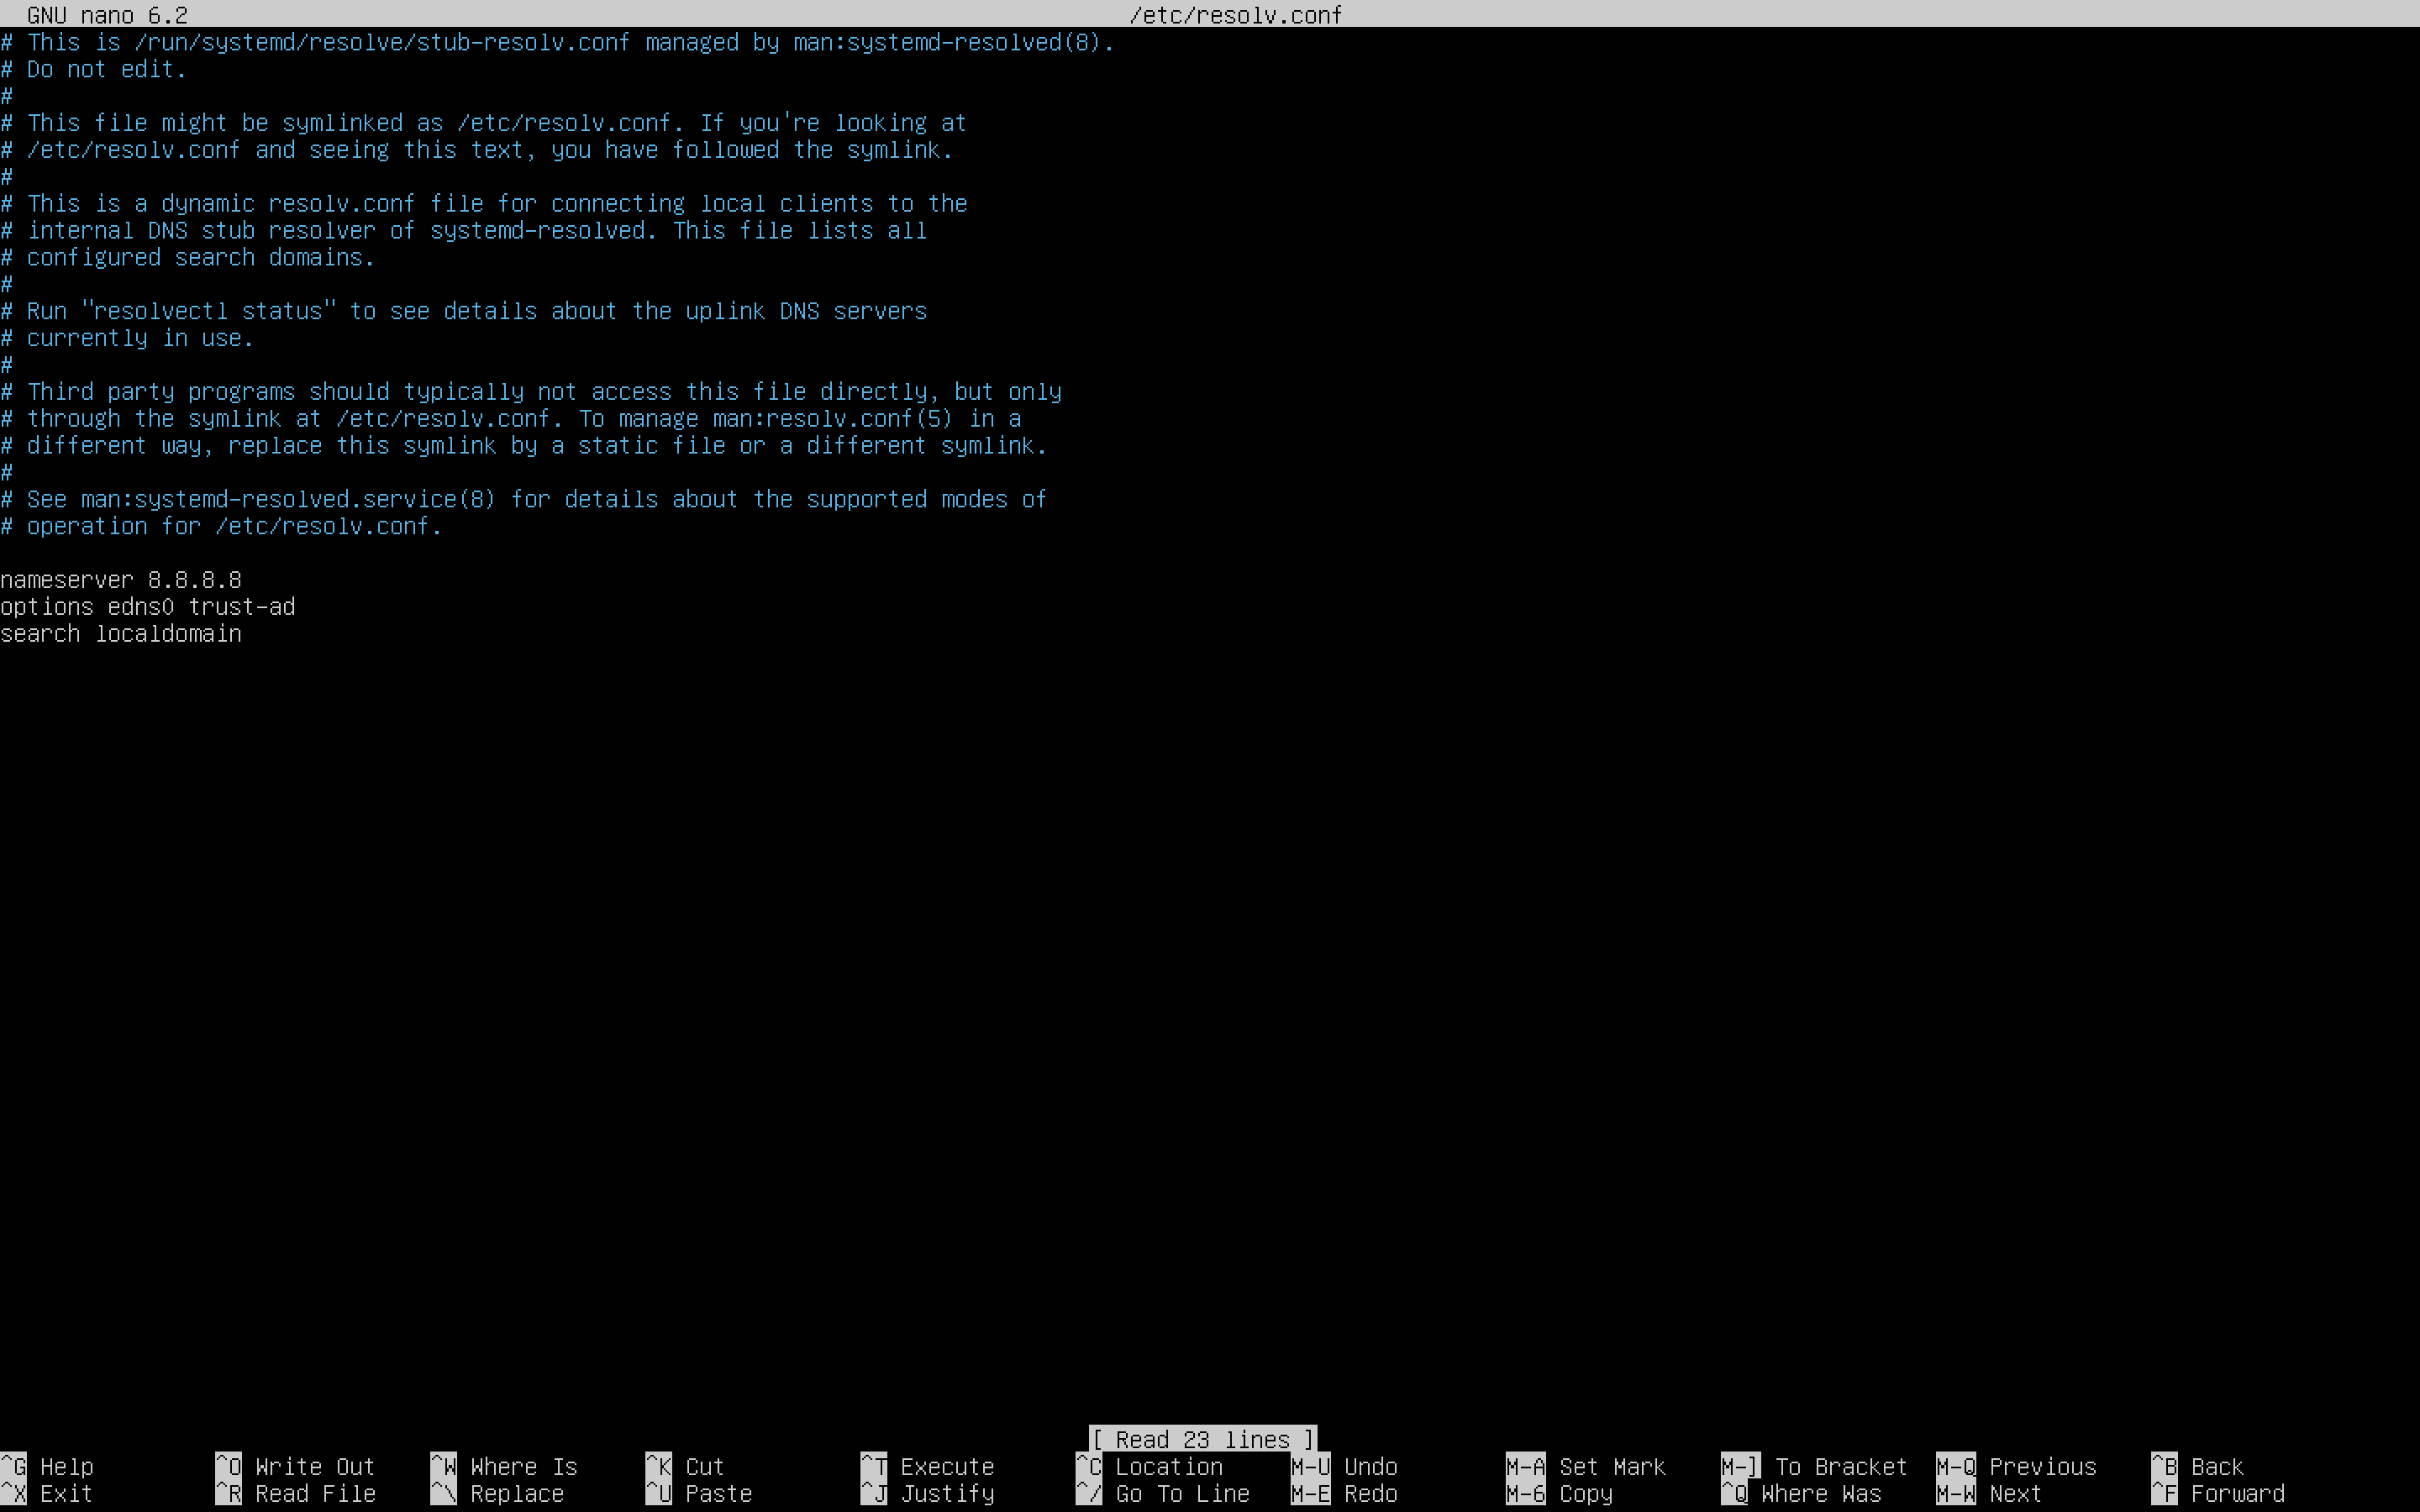 GNU nano 6.2 /etc/resolv.conf
# This is /run/systemd/resolve/stub-resolv.conf managed by man:systemd-resolved(8).
# Do not edit.
#
# This file might be symlinked as /etc/resolv.conf. If you're looking at
# /etc/resolv.conf and seeing this text, you have followed the symlink.
#
# This is a dynamic resolv.conf file for connecting local clients to the
# internal DNS stub resolver of systemd-resolved. This file lists all
# configured search domains.
#
# Run "resolvectl status" to see details about the uplink DNS servers
# currently in use.
#
# Third party programs should typically not access this file directly, but only
# through the symlink at /etc/resolv.conf. To manage man:resolv.conf(5) in a
# different way, replace this symlink by a static file or a different symlink.
#
# See man:systemd-resolved.service(8) for details about the supported modes of
# operation for /etc/resolv.conf.
nameserver 8.8.8.8
options edns0 trust-ad
search localdomain
[ Read 23 lines ]
^G Help ^O Write Out ^W Where Is ^K Cut ^T Execute ^C Location M-U Undo M-A Set Mark M-] To Bracket M-Q Previous ^B Back
^X Exit ^R Read File ^\ Replace ^U Paste ^J Justify ^/ Go To Line M-E Redo M-6 Copy ^Q Where Was M-W Next ^F Forward